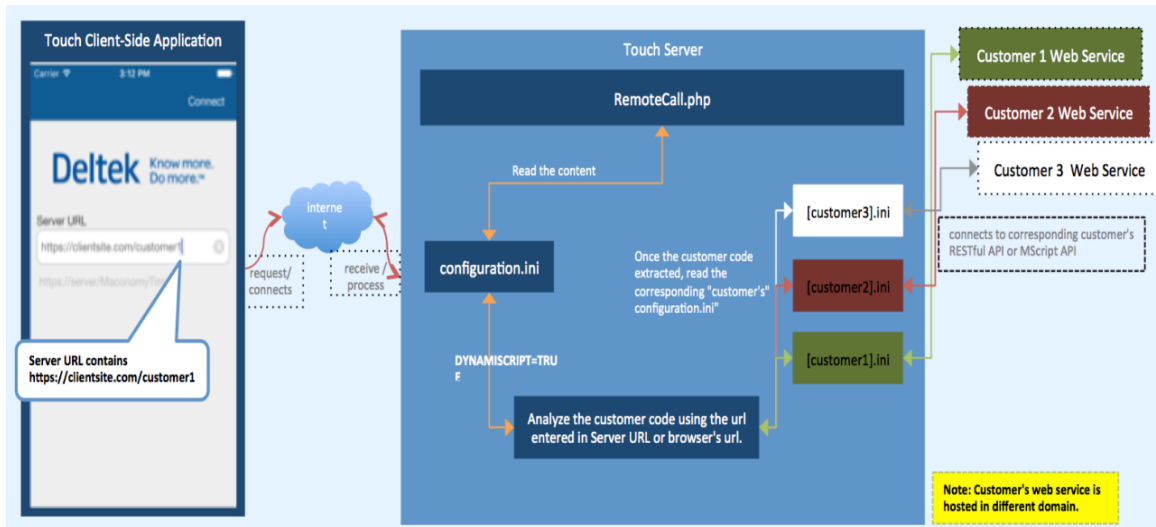 Touch Client-Side Application
Carrier
3:12 PM
Connect
Deltek
Know more.
Do more.™
Server URL
https://clientsite.com/customer1
Server URL contains
https://clientsite.com/customer1
request/
connects
interne
t
receive /
process
Touch Server
RemoteCall.php
Read the content
configuration.ini
DYNAMISCRIPT=TRU
E
Analyze the customer code using the url
entered in Server URL or browser's url.
Once the customer code
extracted, read the
corresponding "customer's"
configuration.ini"
[customer3].ini
[customer2].ini
[customer1].ini
Customer 1 Web Service
Customer 2 Web Service
Customer 3 Web Service
connects to corresponding customer's
RESTful API or MScript API
Note: Customer's web service is
hosted in different domain.